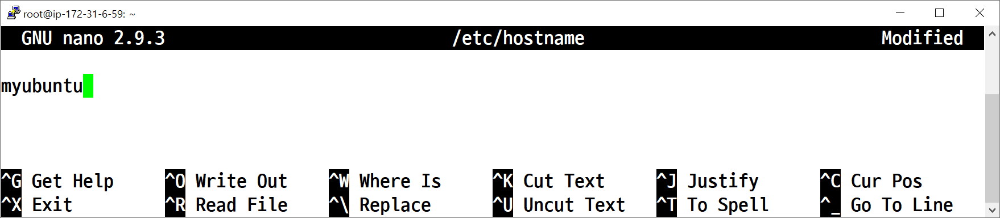 root@ip-172-31-6-59: ~
GNU nano 2.9.3 /etc/hostname Modified
myubuntu
^G Get Help ^O Write Out ^W Where Is ^K Cut Text ^J Justify ^C Cur Pos
^X Exit ^R Read File ^\ Replace ^U Uncut Text ^T To Spell ^_ Go To Line